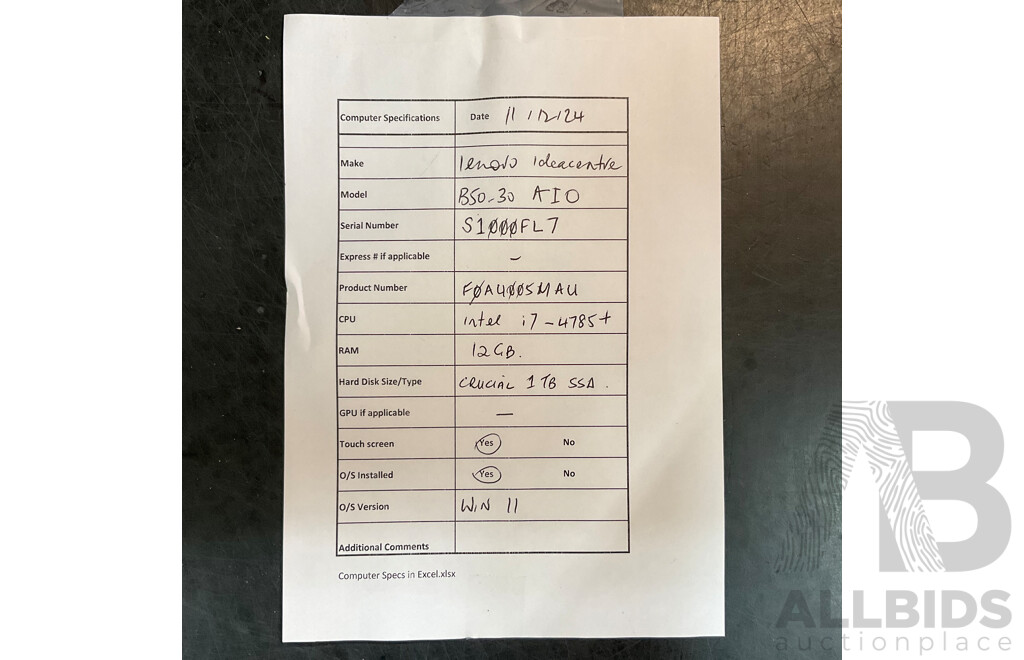 Computer Specifications Date 11/12/24
Make Lenovo Ideacentre
Model B50-30 AIO
Serial Number S1000FL7
Express # if applicable –
Product Number F0AU005MAU
CPU Intel i7-4785T
RAM 12GB.
Hard Disk Size/Type Crucial 1TB SSD.
GPU if applicable —
Touch screen Yes No
O/S Installed Yes No
O/S Version WIN 11
Additional Comments
Computer Specs in Excel.xlsx
AB
ALLBIDS
auctionplace